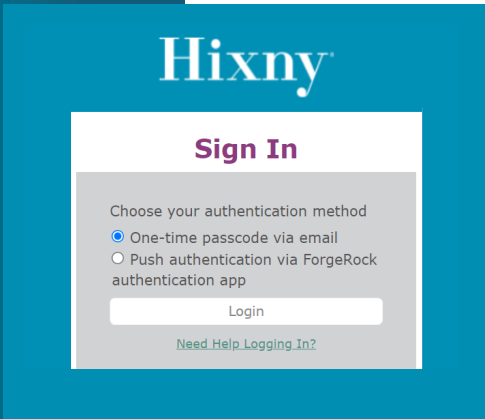 Hixny
Sign In
Choose your authentication method
One-time passcode via email
Push authentication via ForgeRock
authentication app
Login
Need Help Logging In?